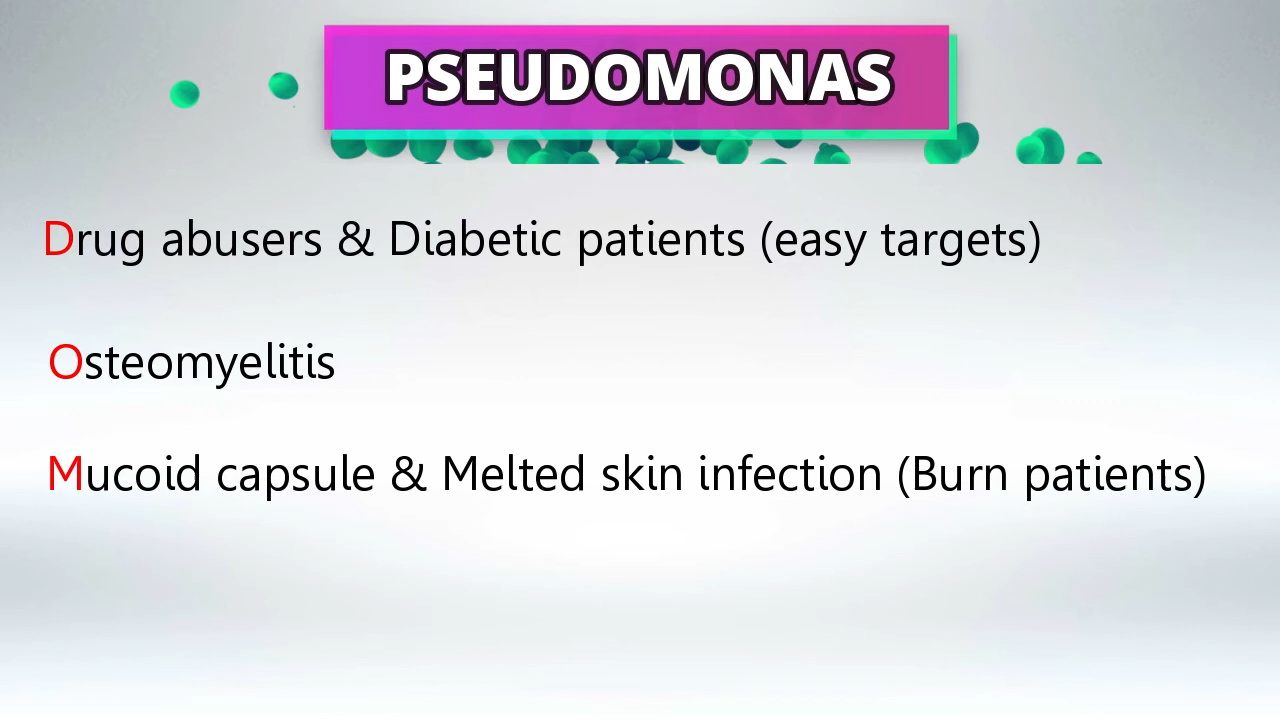 PSEUDOMONAS
Drug abusers & Diabetic patients (easy targets)
Osteomyelitis
Mucoid capsule & Melted skin infection (Burn patients)